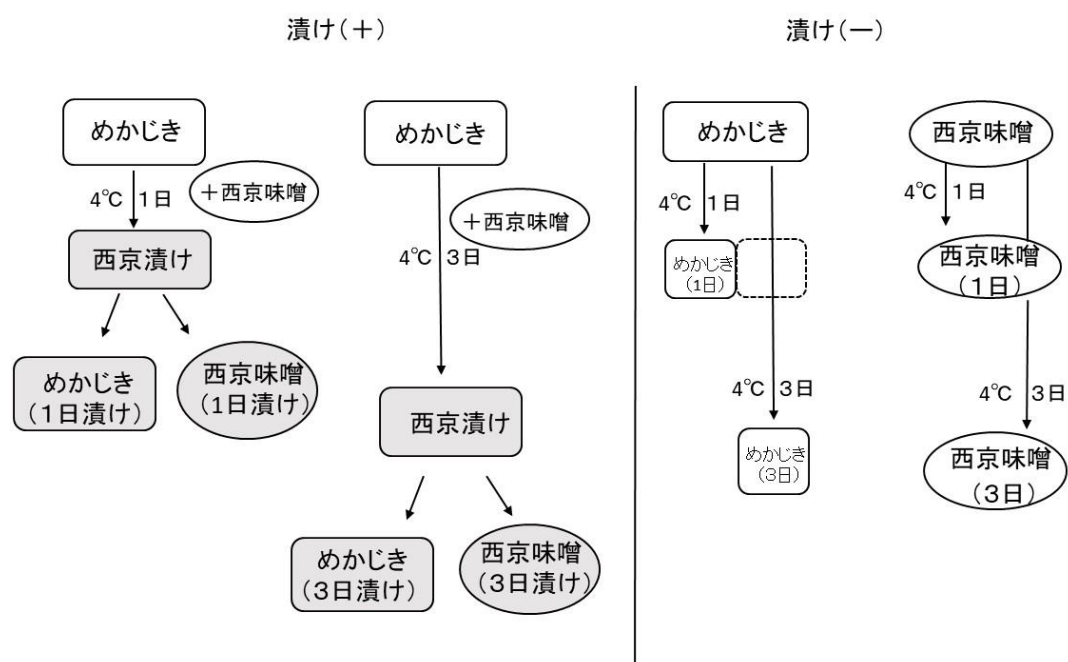 漬け（＋）
漬け（－）
めかじき
4℃ 1日
＋西京味噌
西京漬け
めかじき
（1日漬け）
西京味噌
（1日漬け）
めかじき
＋西京味噌
4℃ 3日
西京漬け
めかじき
（3日漬け）
西京味噌
（3日漬け）
めかじき
4℃ 1日
めかじき
（1日）
4℃ 3日
めかじき
（3日）
西京味噌
4℃ 1日
西京味噌
（1日）
4℃ 3日
西京味噌
（3日）